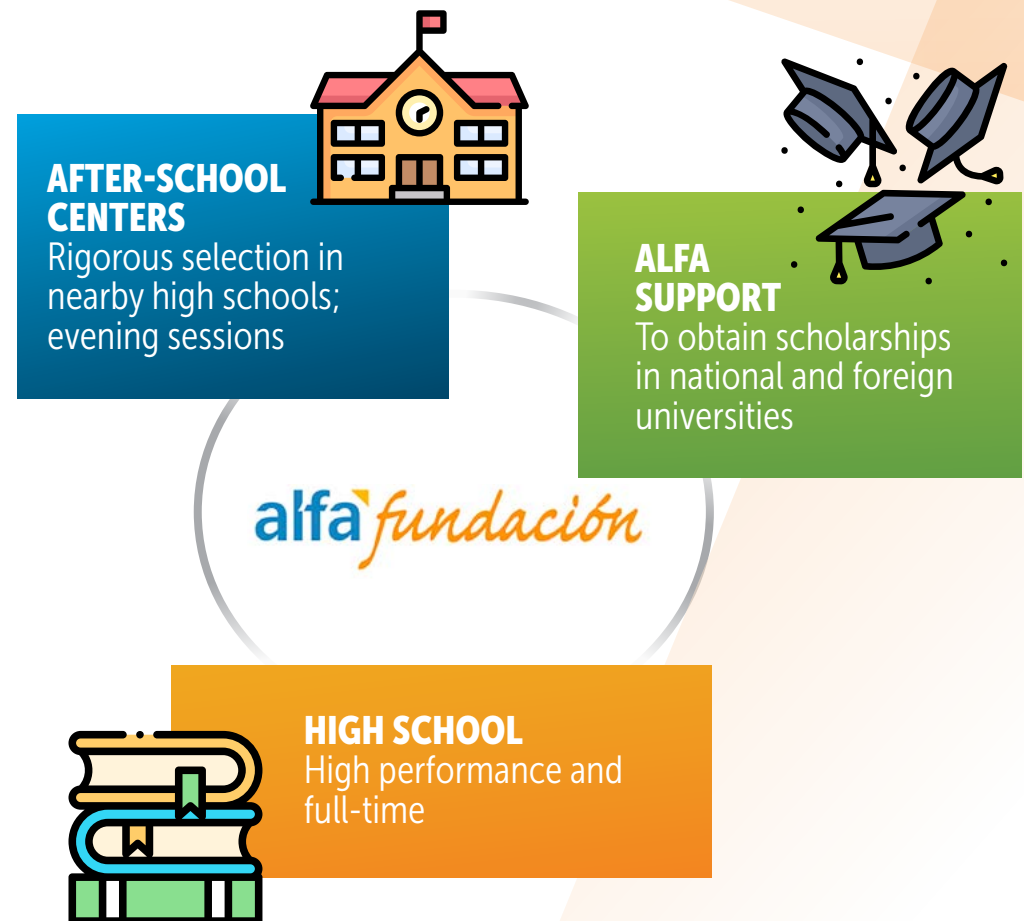 AFTER-SCHOOL
CENTERS
Rigorous selection in
nearby high schools;
evening sessions
ALFA
SUPPORT
To obtain scholarships
in national and foreign
universities
alfa fundación
HIGH SCHOOL
High performance and
full-time